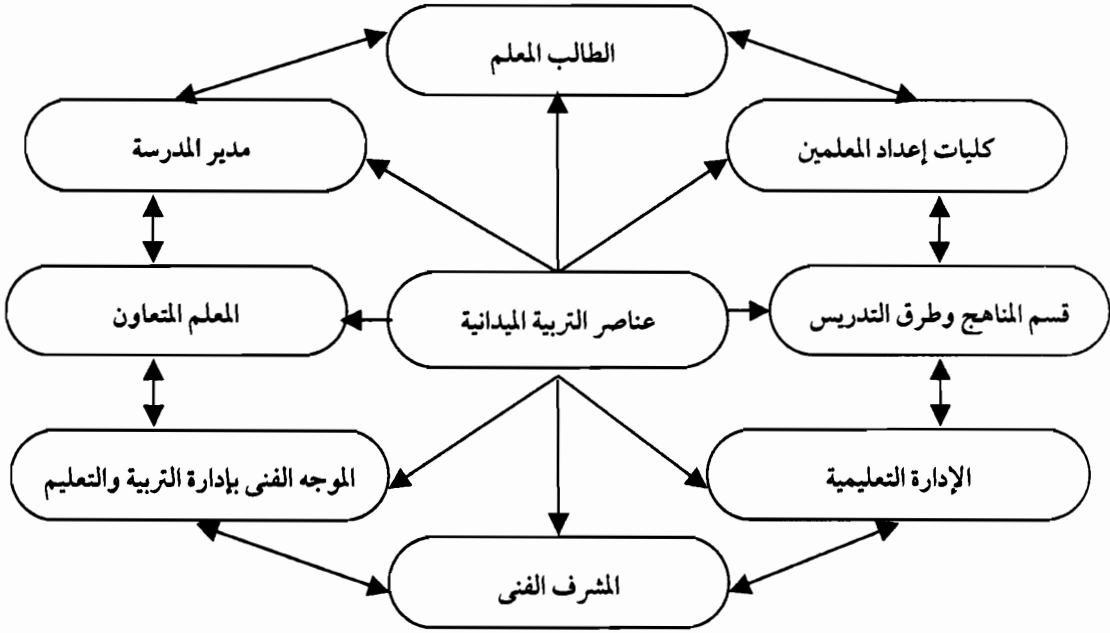 الطالب المعلم
كليات إعداد المعلمين
مدير المدرسة
قسم المناهج وطرق التدريس
عناصر التربية الميدانية
المعلم المتعاون
الإدارة التعليمية
الموجه الفنى بإدارة التربية والتعليم
المشرف الفنى